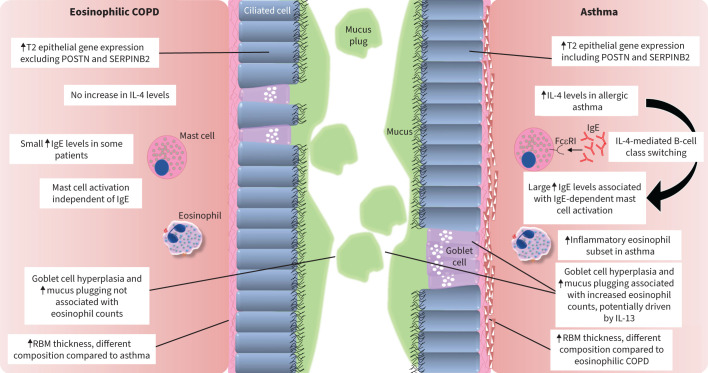 Eosinophilic COPD
Ciliated cell
↑T2 epithelial gene expression
excluding POSTN and SERPINB2
No increase in IL-4 levels
Mast cell
Small ↑IgE levels in some
patients
Mast cell activation
independent of IgE
Eosinophil
Goblet cell hyperplasia and
↑mucus plugging not
associated with
eosinophil counts
↑RBM thickness, different
composition compared to asthma
Mucus
plug
Mucus
Goblet
cell
Asthma
↑T2 epithelial gene expression
including POSTN and SERPINB2
↑IL-4 levels in allergic
asthma
IgE
FcεRI
IL-4-mediated B-cell
class switching
Large ↑IgE levels associated
with IgE-dependent mast
cell activation
↑Inflammatory eosinophil
subset in asthma
Goblet cell hyperplasia and
↑mucus plugging associated
with increased eosinophil
counts, potentially driven
by IL-13
↑RBM thickness, different
composition compared to
eosinophilic COPD